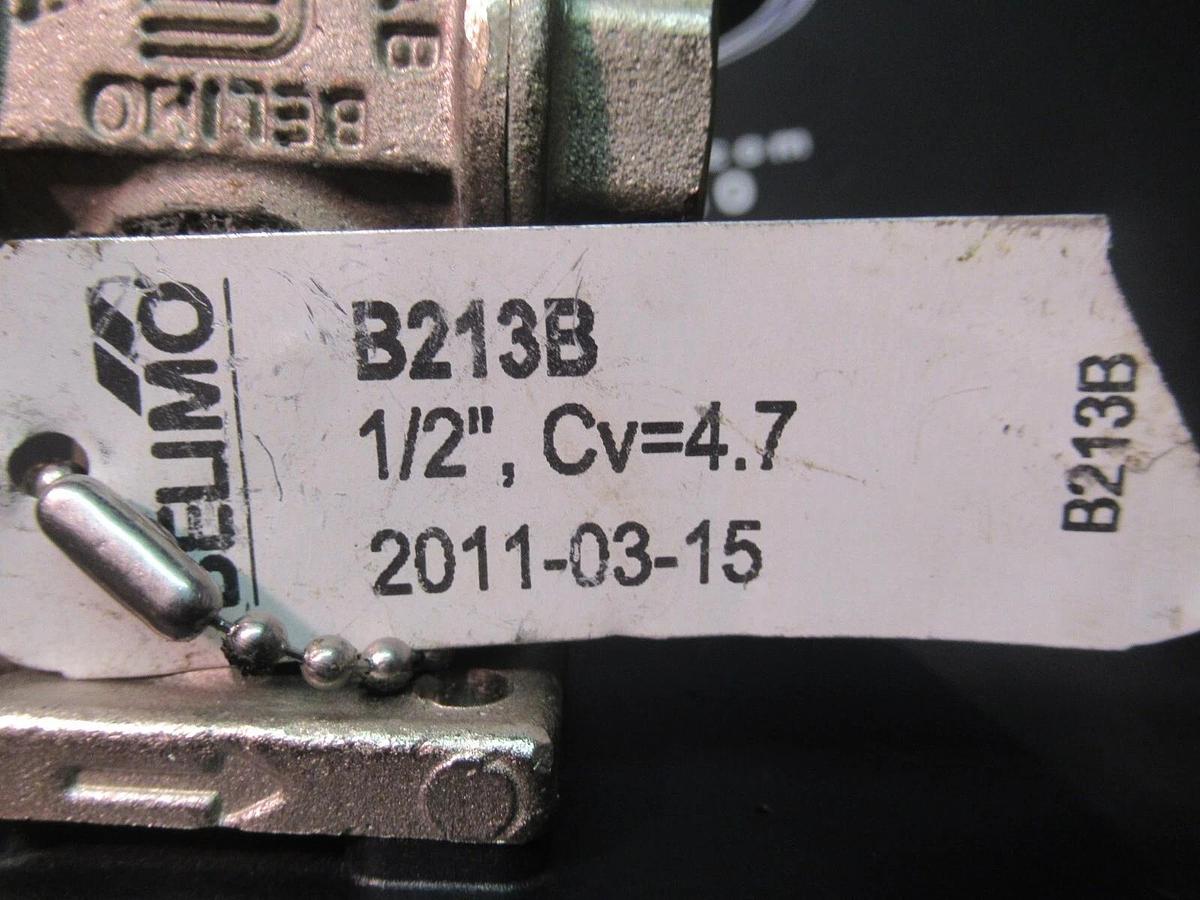 BELIMO
BELIMO
B213B
1/2", Cv=4.7
2011-03-15
B213B